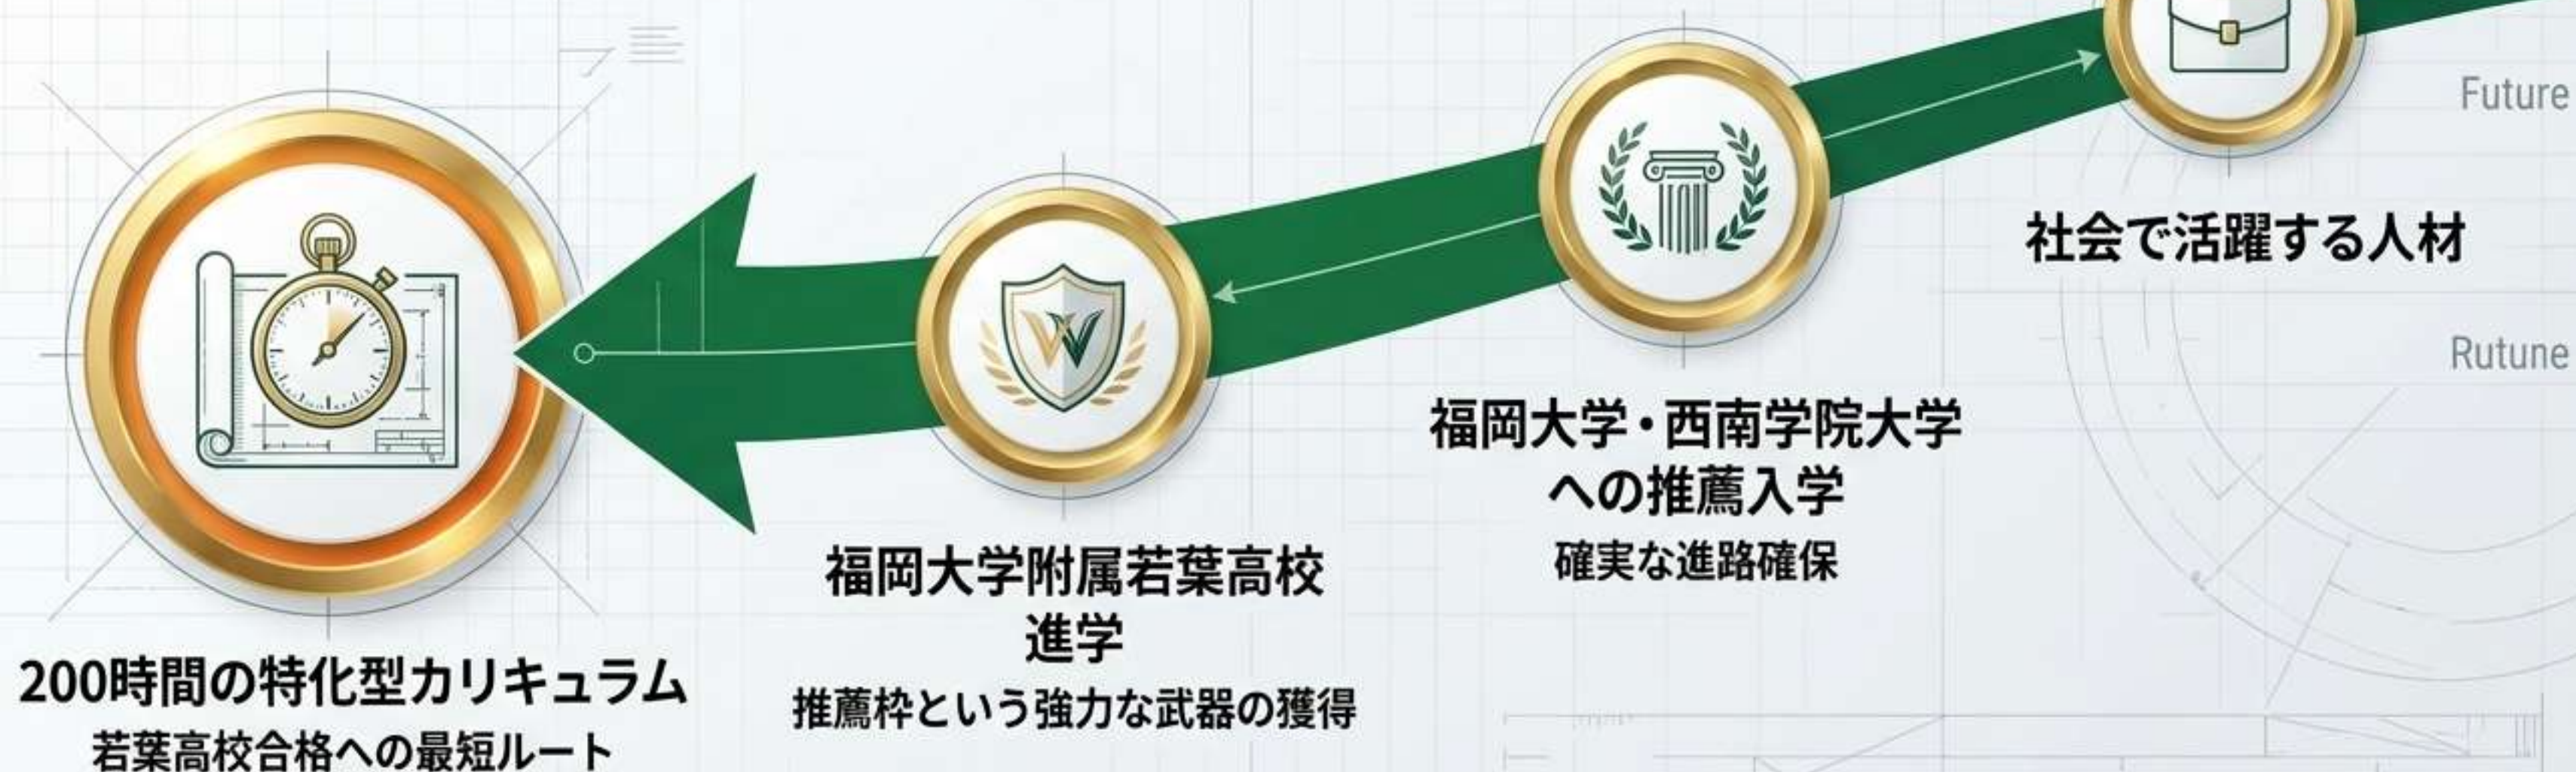 200時間の特化型カリキュラム
若葉高校合格への最短ルート
福岡大学附属若葉高校
進学
推薦枠という強力な武器の獲得
福岡大学・西南学院大学
への推薦入学
確実な進路確保
社会で活躍する人材
Future
Rutune
W